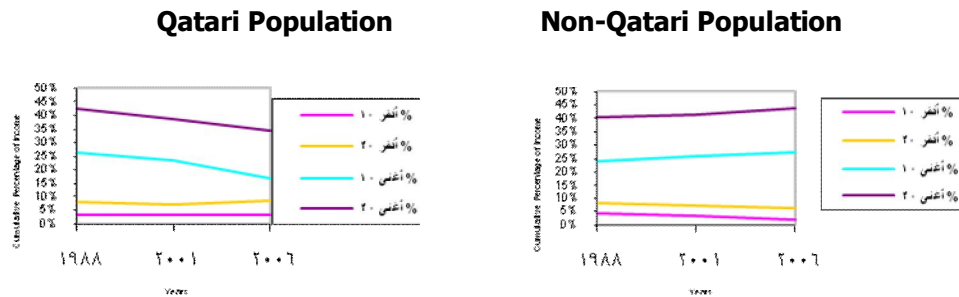 Qatari Population
Non-Qatari Population
Cumulative Percentage of Income
50%
45%
40%
35%
30%
25%
20%
15%
10%
5%
0%
١٩٨٨ ٢٠٠١ ٢٠٠٦
Years
% أفقر ١٠
% أفقر ٢٠
% أغنى ١٠
% أغنى ٢٠
Cumulative Percentage of Income
50%
45%
40%
35%
30%
25%
20%
15%
10%
5%
0%
١٩٨٨ ٢٠٠١ ٢٠٠٦
Years
% أفقر ١٠
% أفقر ٢٠
% أغنى ١٠
% أغنى ٢٠